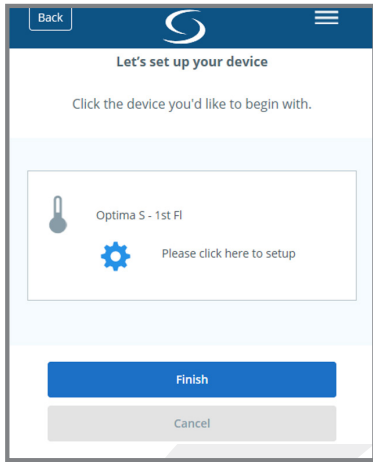 Back
Let's set up your device
Click the device you'd like to begin with.
Optima S - 1st Fl
Please click here to setup
Finish
Cancel